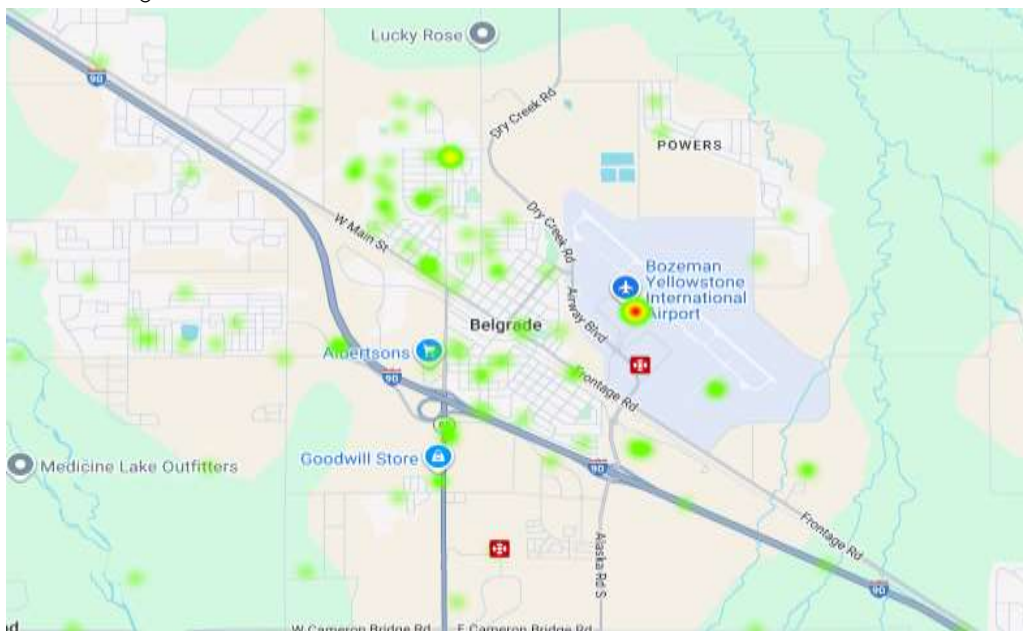 Lucky Rose
90
Dry Creek Rd
POWERS
W Main St
Dry Creek Rd
Bozeman
Yellowstone
International
Airport
Airway Blvd
Belgrade
Albertsons
90
Frontage Rd
85
Goodwill Store
Medicine Lake Outfitters
90
Frontage Rd
Alaska Rd S
90
W Cameron Bridge Rd
E Cameron Bridge Rd